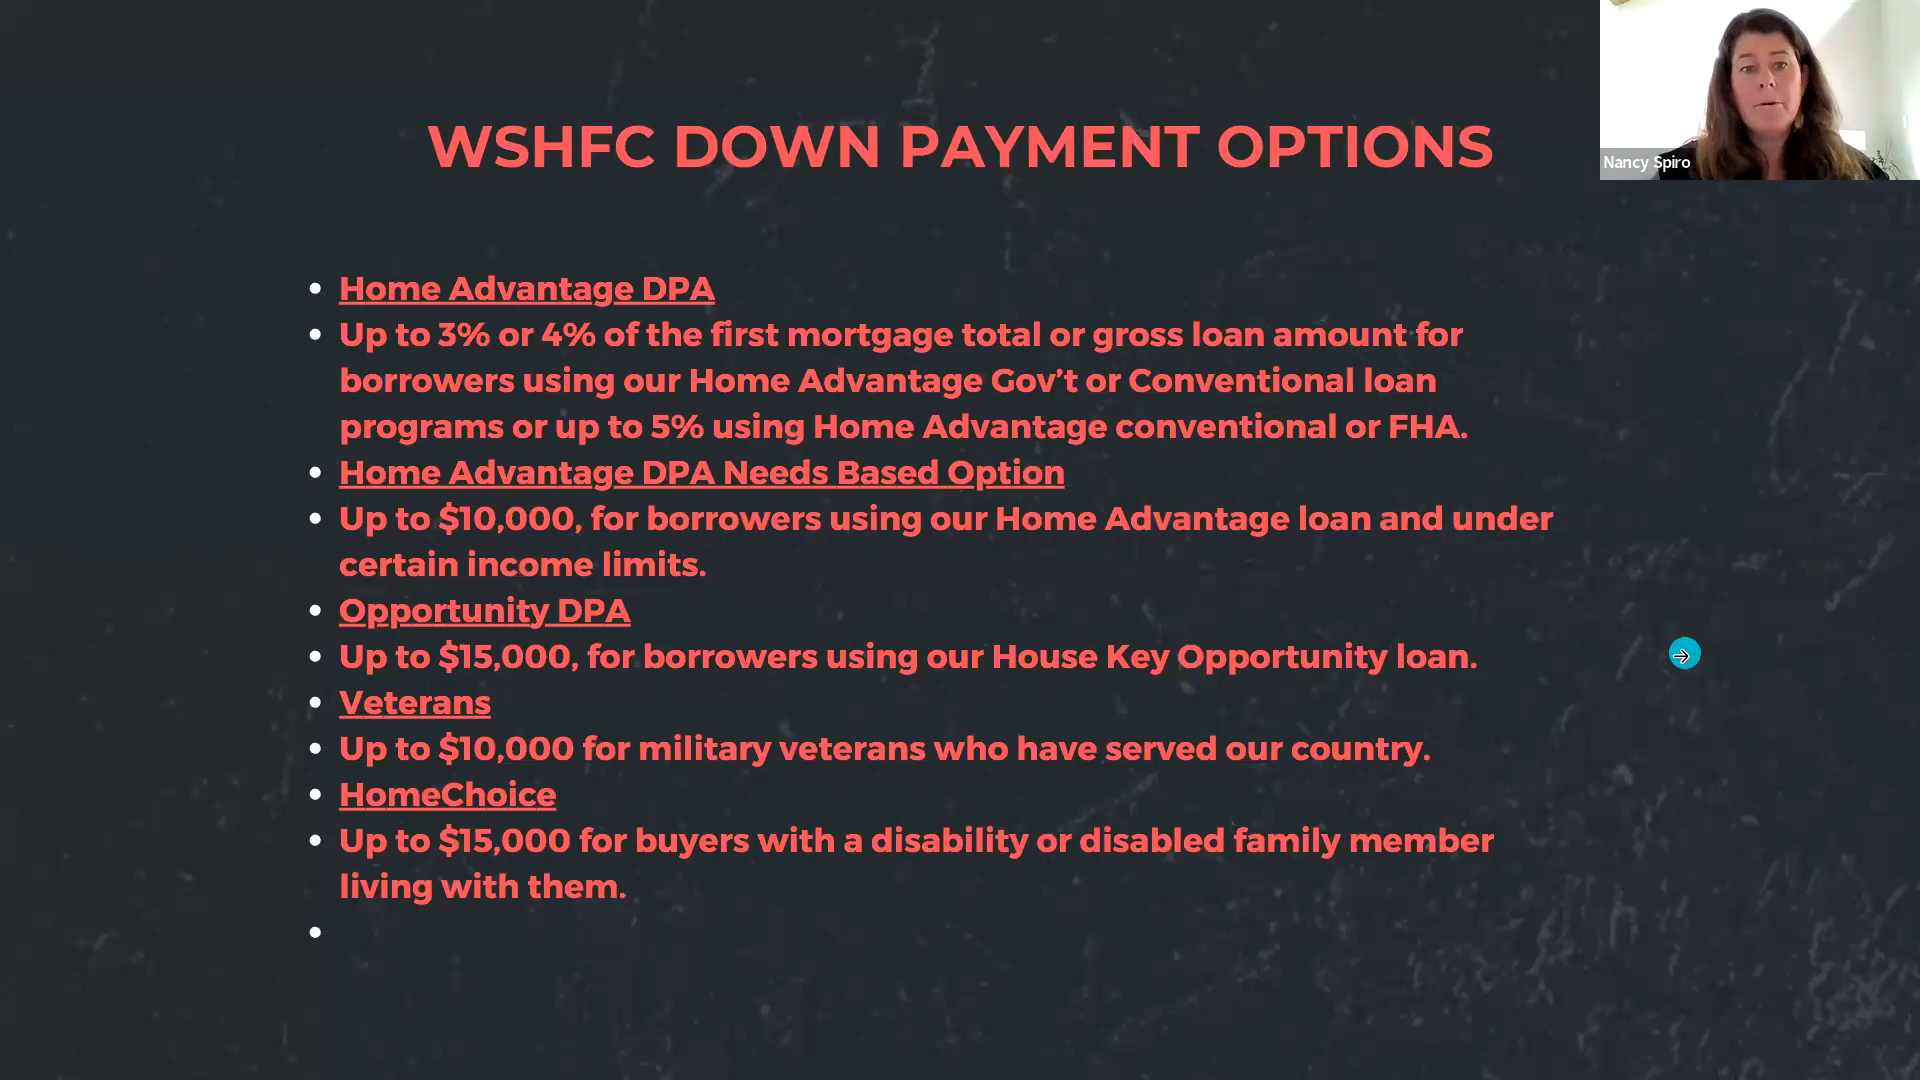 WSHFC DOWN PAYMENT OPTIONS
Nancy Spiro
Home Advantage DPA
Up to 3% or 4% of the first mortgage total or gross loan amount for
borrowers using our Home Advantage Gov’t or Conventional loan
programs or up to 5% using Home Advantage conventional or FHA.
Home Advantage DPA Needs Based Option
Up to $10,000, for borrowers using our Home Advantage loan and under
certain income limits.
Opportunity DPA
Up to $15,000, for borrowers using our House Key Opportunity loan.
Veterans
Up to $10,000 for military veterans who have served our country.
HomeChoice
Up to $15,000 for buyers with a disability or disabled family member
living with them.